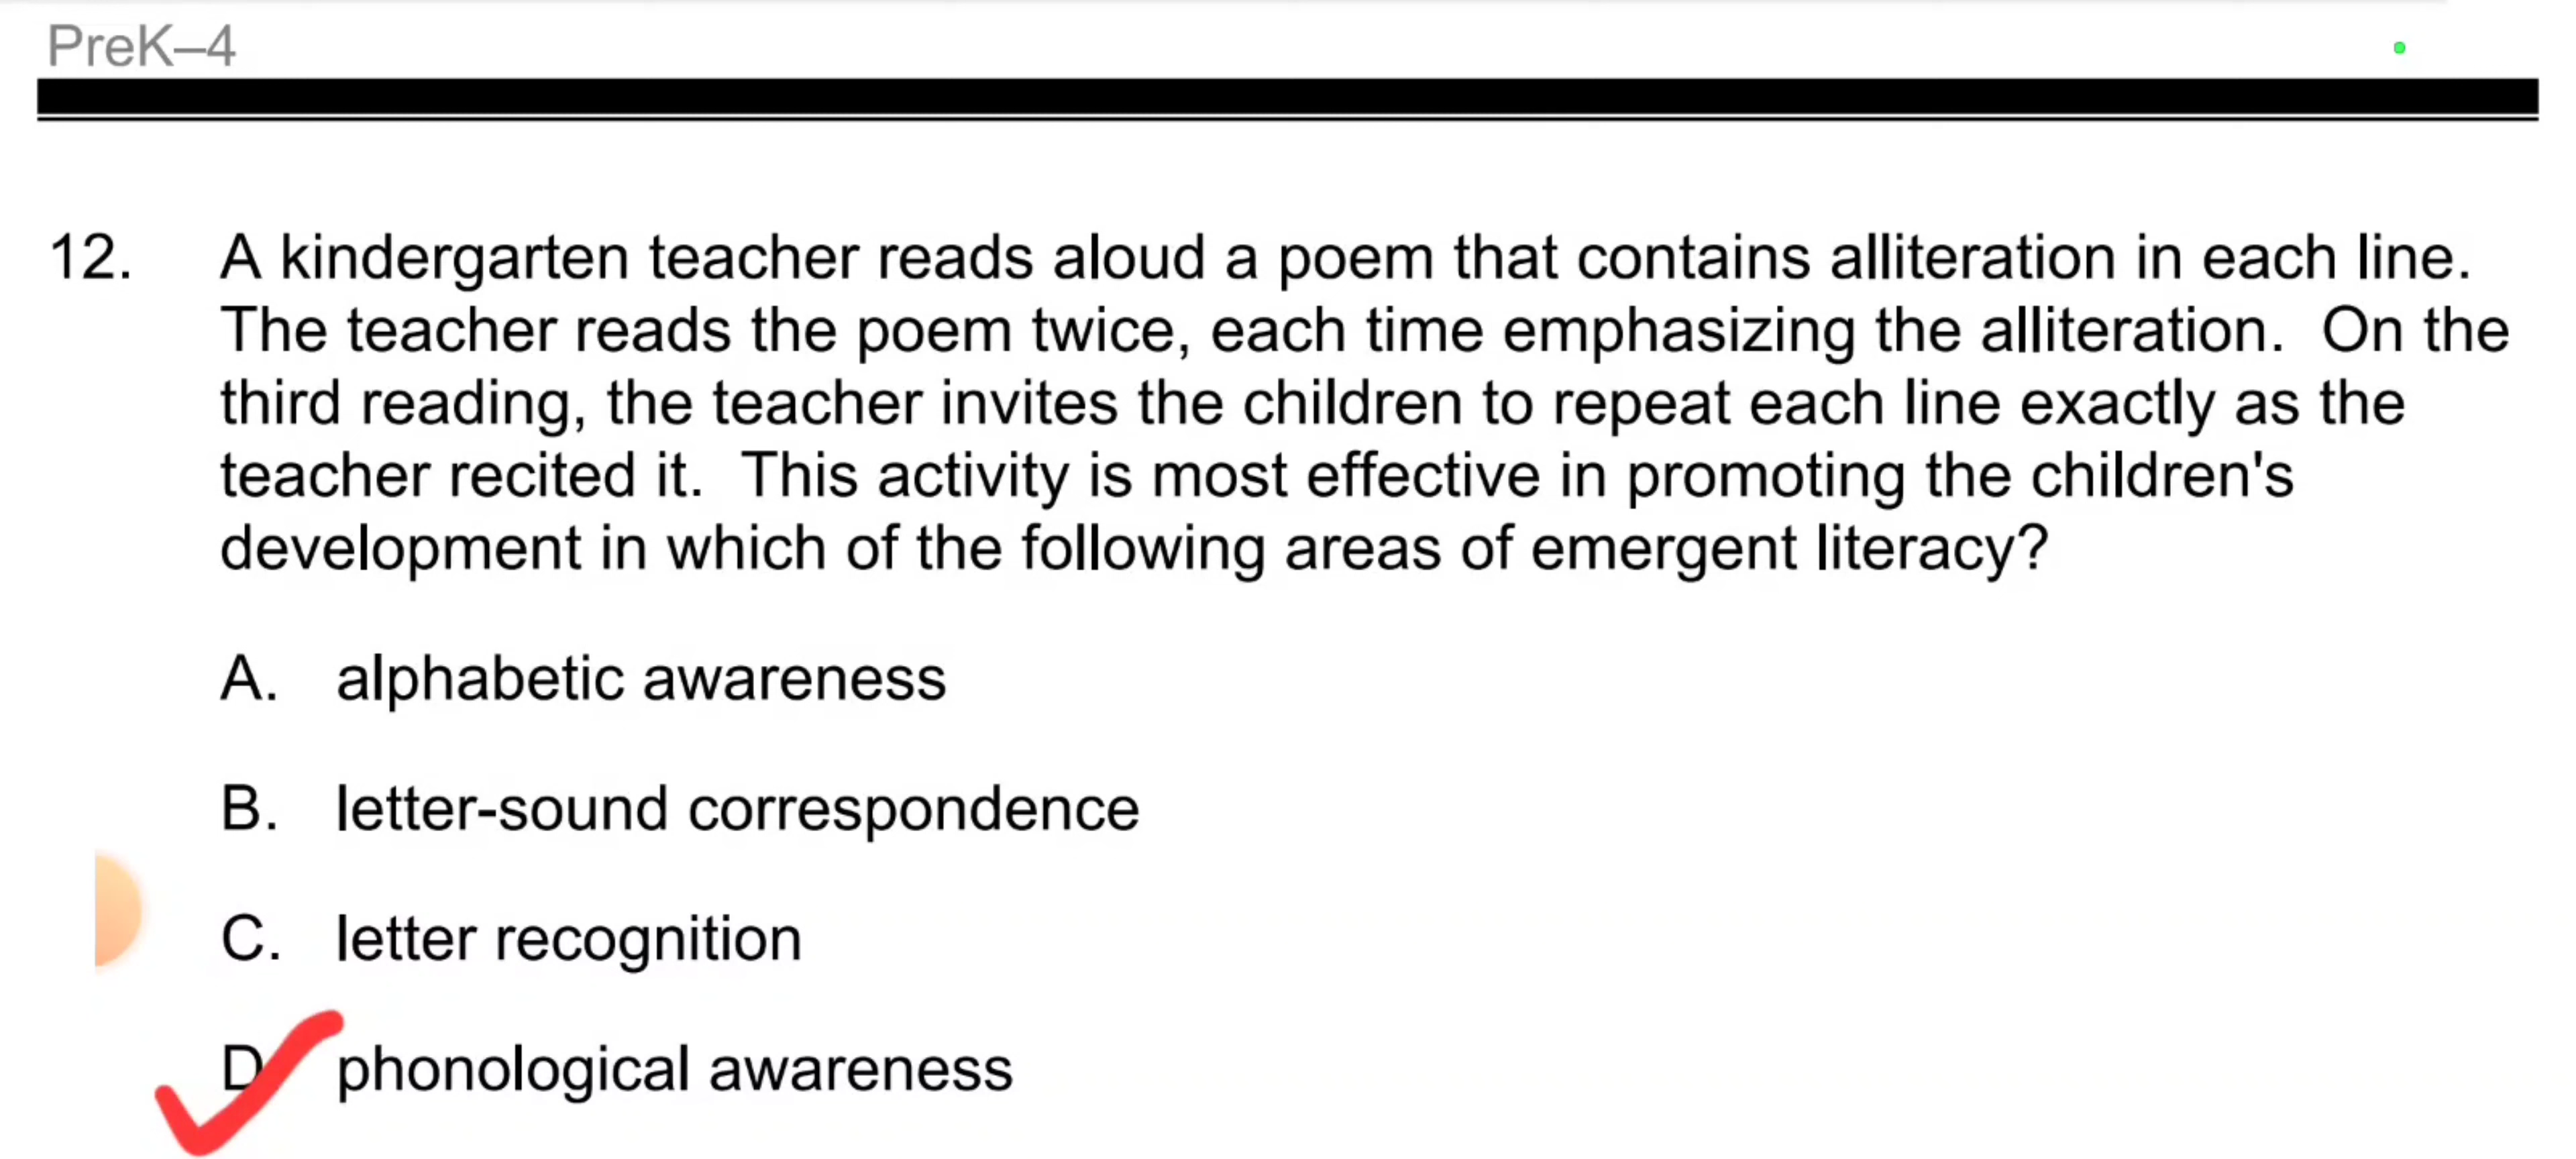 PreK–4
12. A kindergarten teacher reads aloud a poem that contains alliteration in each line.
The teacher reads the poem twice, each time emphasizing the alliteration. On the
third reading, the teacher invites the children to repeat each line exactly as the
teacher recited it. This activity is most effective in promoting the children's
development in which of the following areas of emergent literacy?
A. alphabetic awareness
B. letter-sound correspondence
C. letter recognition
D. phonological awareness